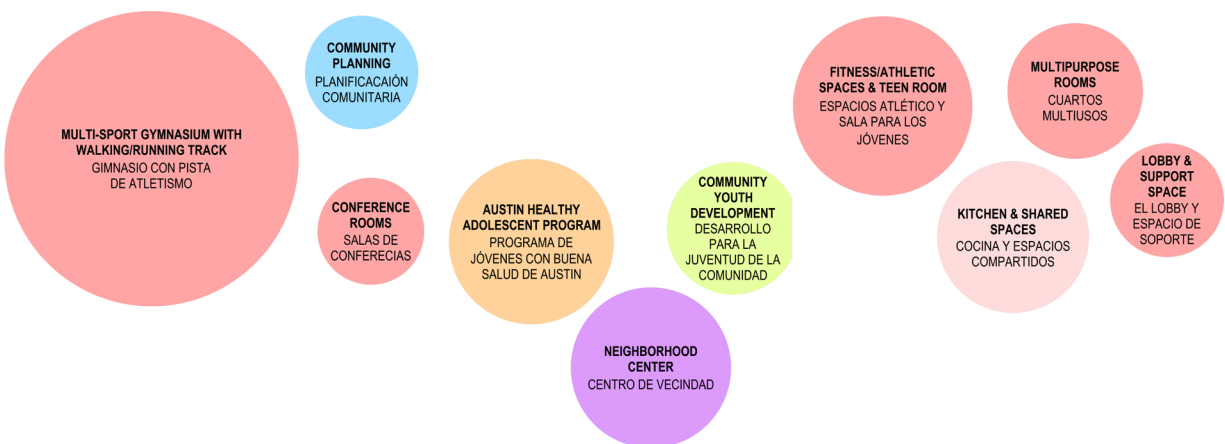 MULTI-SPORT GYMNASIUM WITH
WALKING/RUNNING TRACK
GIMNASIO CON PISTA
DE ATLETISMO
COMMUNITY
PLANNING
PLANIFICACAIÓN
COMUNITARIA
CONFERENCE
ROOMS
SALAS DE
CONFERECIAS
AUSTIN HEALTHY
ADOLESCENT PROGRAM
PROGRAMA DE
JÓVENES CON BUENA
SALUD DE AUSTIN
COMMUNITY
YOUTH
DEVELOPMENT
DESARROLLO
PARA LA
JUVENTUD DE LA
COMUNIDAD
NEIGHBORHOOD
CENTER
CENTRO DE VECINDAD
FITNESS/ATHLETIC
SPACES & TEEN ROOM
ESPACIOS ATLÉTICO Y
SALA PARA LOS
JÓVENES
MULTIPURPOSE
ROOMS
CUARTOS
MULTIUSOS
KITCHEN & SHARED
SPACES
COCINA Y ESPACIOS
COMPARTIDOS
LOBBY &
SUPPORT
SPACE
EL LOBBY Y
ESPACIO DE
SOPORTE